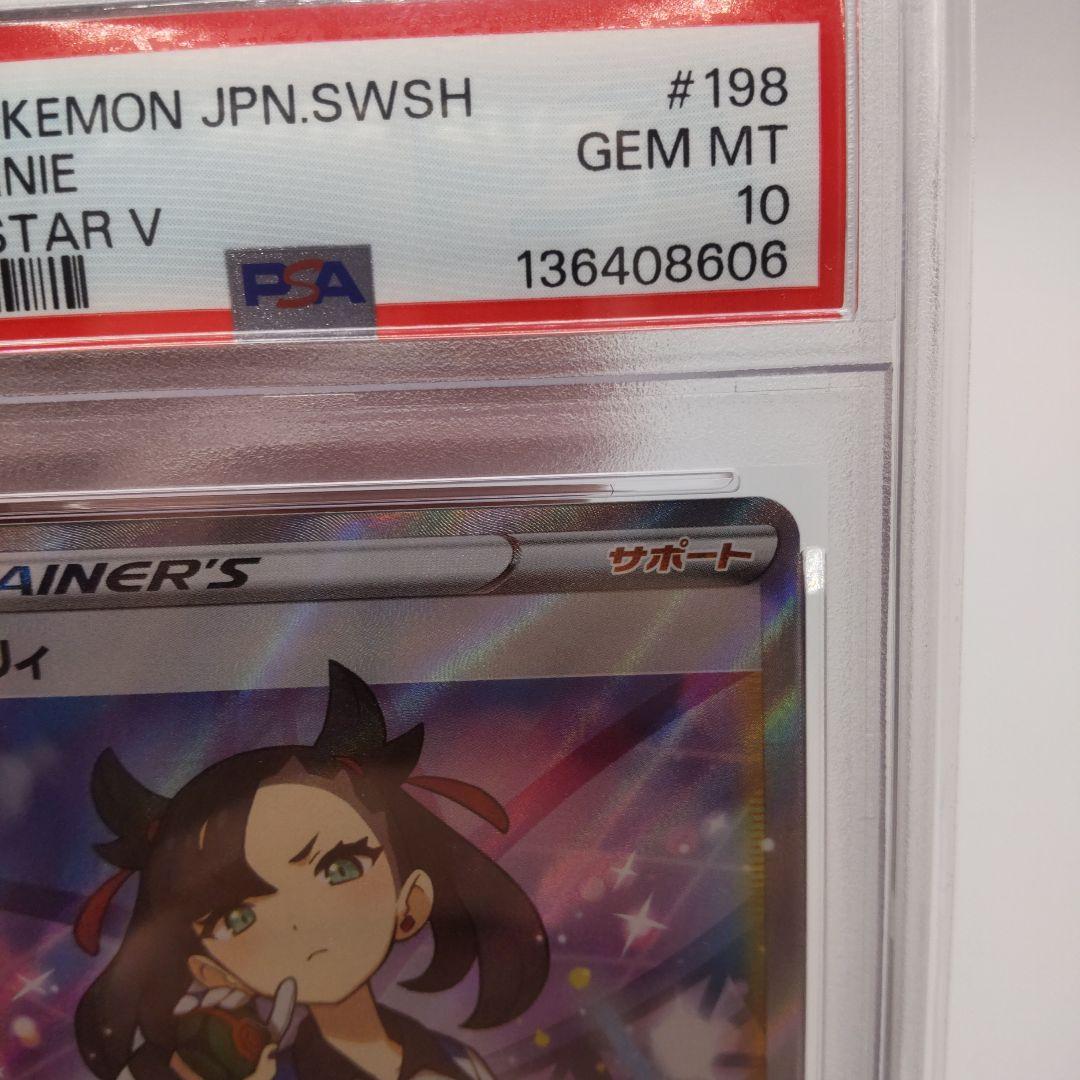 KEMON JPN.SWSH #198
NIE GEM MT
STAR V 10
PSA 136408606
AINER'S サポート
リィ